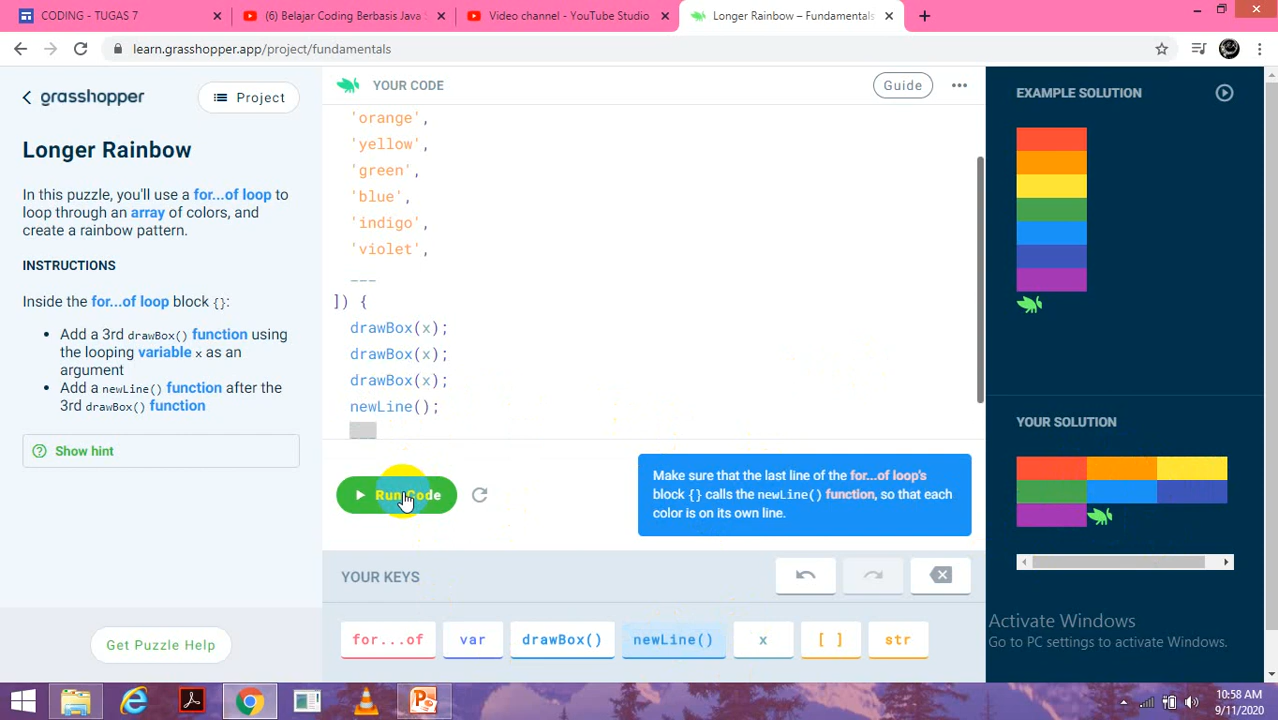 CODING - TUGAS 7
(6) Belajar Coding Berbasis Java
Video channel - YouTube Studio
Longer Rainbow – Fundamentals
learn.grasshopper.app/project/fundamentals
grasshopper
Project
Longer Rainbow
In this puzzle, you'll use a for...of loop to
loop through an array of colors, and
create a rainbow pattern.
INSTRUCTIONS
Inside the for...of loop block {}:
• Add a 3rd drawBox() function using
the looping variable x as an
argument
• Add a newLine() function after the
3rd drawBox() function
Show hint
Get Puzzle Help
YOUR CODE
Guide
'orange',
'yellow',
'green',
'blue',
'indigo',
'violet',
___
]) {
drawBox(x);
drawBox(x);
drawBox(x);
newLine();
Run Code
Make sure that the last line of the for...of loop's
block {} calls the newLine() function, so that each
color is on its own line.
YOUR KEYS
for...of
var
drawBox()
newLine()
x
[ ]
str
EXAMPLE SOLUTION
YOUR SOLUTION
Activate Windows
Go to PC settings to activate Windows.
10:58 AM
9/11/2020